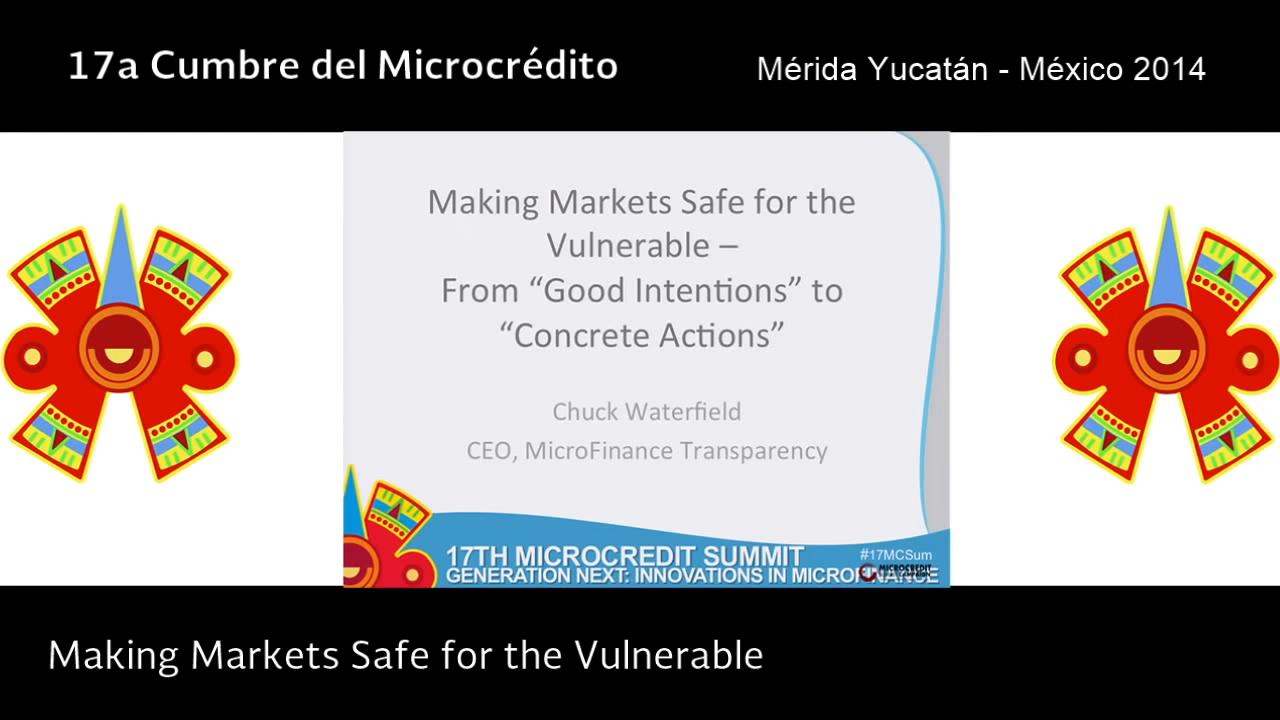 17a Cumbre del Microcrédito
Mérida Yucatán - México 2014
Making Markets Safe for the
Vulnerable –
From “Good Intentions” to
“Concrete Actions”
Chuck Waterfield
CEO, MicroFinance Transparency
17TH MICROCREDIT SUMMIT
#17MCSum
GENERATION NEXT: INNOVATIONS IN MICROFINANCE
MICROCREDIT
Making Markets Safe for the Vulnerable